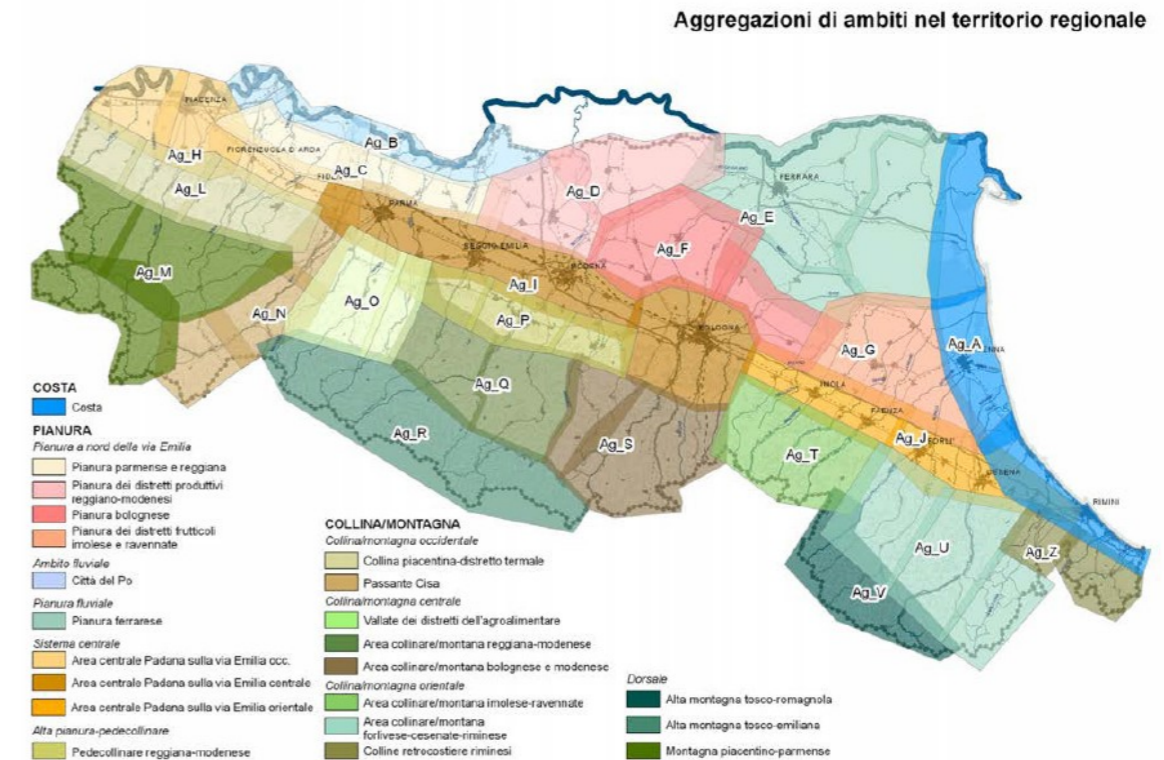 Aggregazioni di ambiti nel territorio regionale
PIACENZA
Ag_B
FIORENZUOLA D'ARDA
Ag_H
Ag_C
Ag_L
Ag_D
FERRARA
PARMA
Ag_E
REGGIO EMILIA
Ag_F
MODENA
Ag_M
Ag_I
Ag_O
Ag_N
Ag_P
BOLOGNA
Ag_G
Ag_A
Ag_Q
IMOLA
FAENZA
Ag_R
Ag_J
FORLI'
Ag_S
Ag_T
CESENA
RIMINI
Ag_U
Ag_Z
Ag_V
COSTA
Costa
PIANURA
Pianura a nord della via Emilia
Pianura parmense e reggiana
Pianura dei distretti produttivi
reggiano-modenesi
Pianura bolognese
Pianura dei distretti frutticoli
imolese e ravennate
Ambito fluviale
Città del Po
Pianura fluviale
Pianura ferrarese
Sistema centrale
Area centrale Padana sulla via Emilia occ.
Area centrale Padana sulla via Emilia centrale
Area centrale Padana sulla via Emilia orientale
Alta pianura-pedecollinare
Pedecollinare reggiana-modenese
COLLINA/MONTAGNA
Collina/montagna occidentale
Collina piacentina-distretto termale
Passante Cisa
Collina/montagna centrale
Vallate dei distretti dell'agroalimentare
Area collinare/montana reggiana-modenese
Area collinare/montana bolognese e modenese
Collina/montagna orientale
Area collinare/montana imolese-ravennate
Area collinare/montana
forlivese-cesenate-riminese
Colline retrocostiere riminesi
Dorsale
Alta montagna tosco-romagnola
Alta montagna tosco-emiliana
Montagna piacentino-parmense